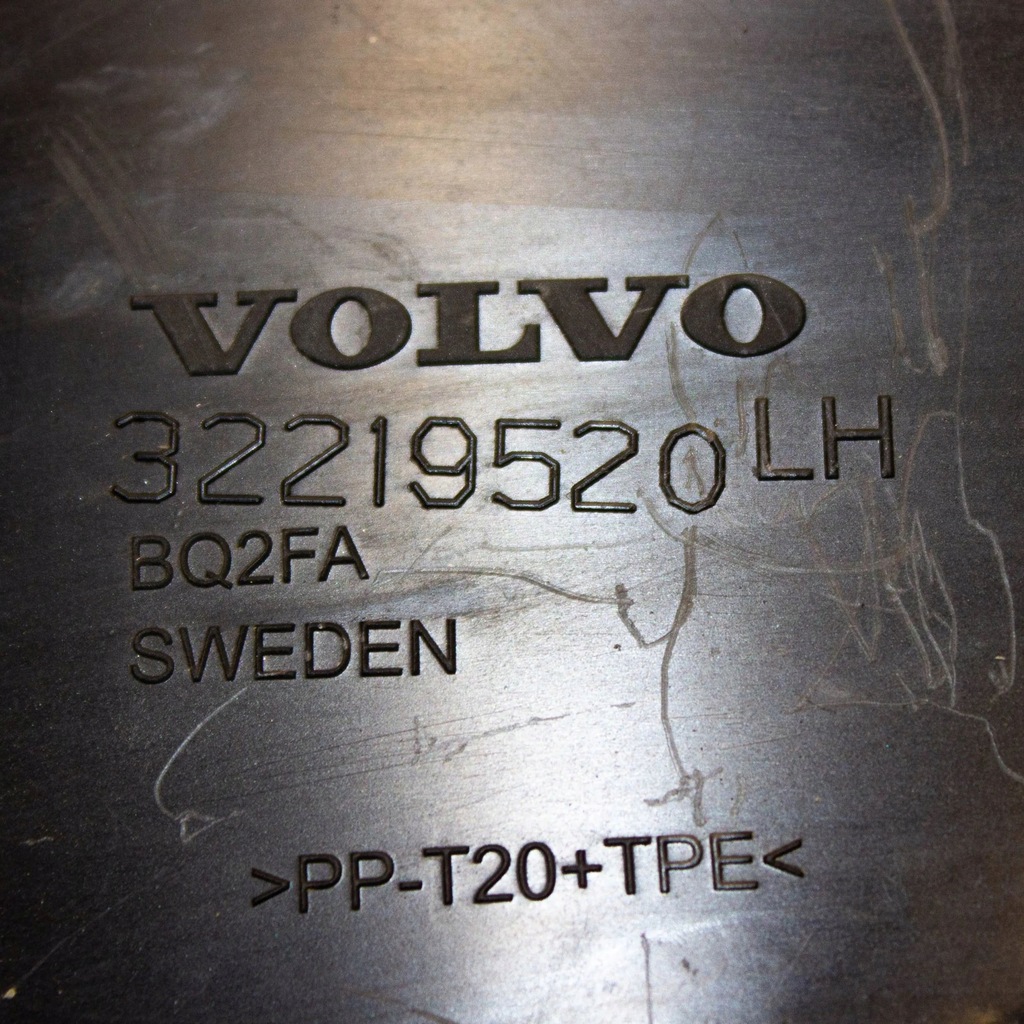 VOLVO
32219520 LH
BQ2FA
SWEDEN
>PP-T20+TPE<